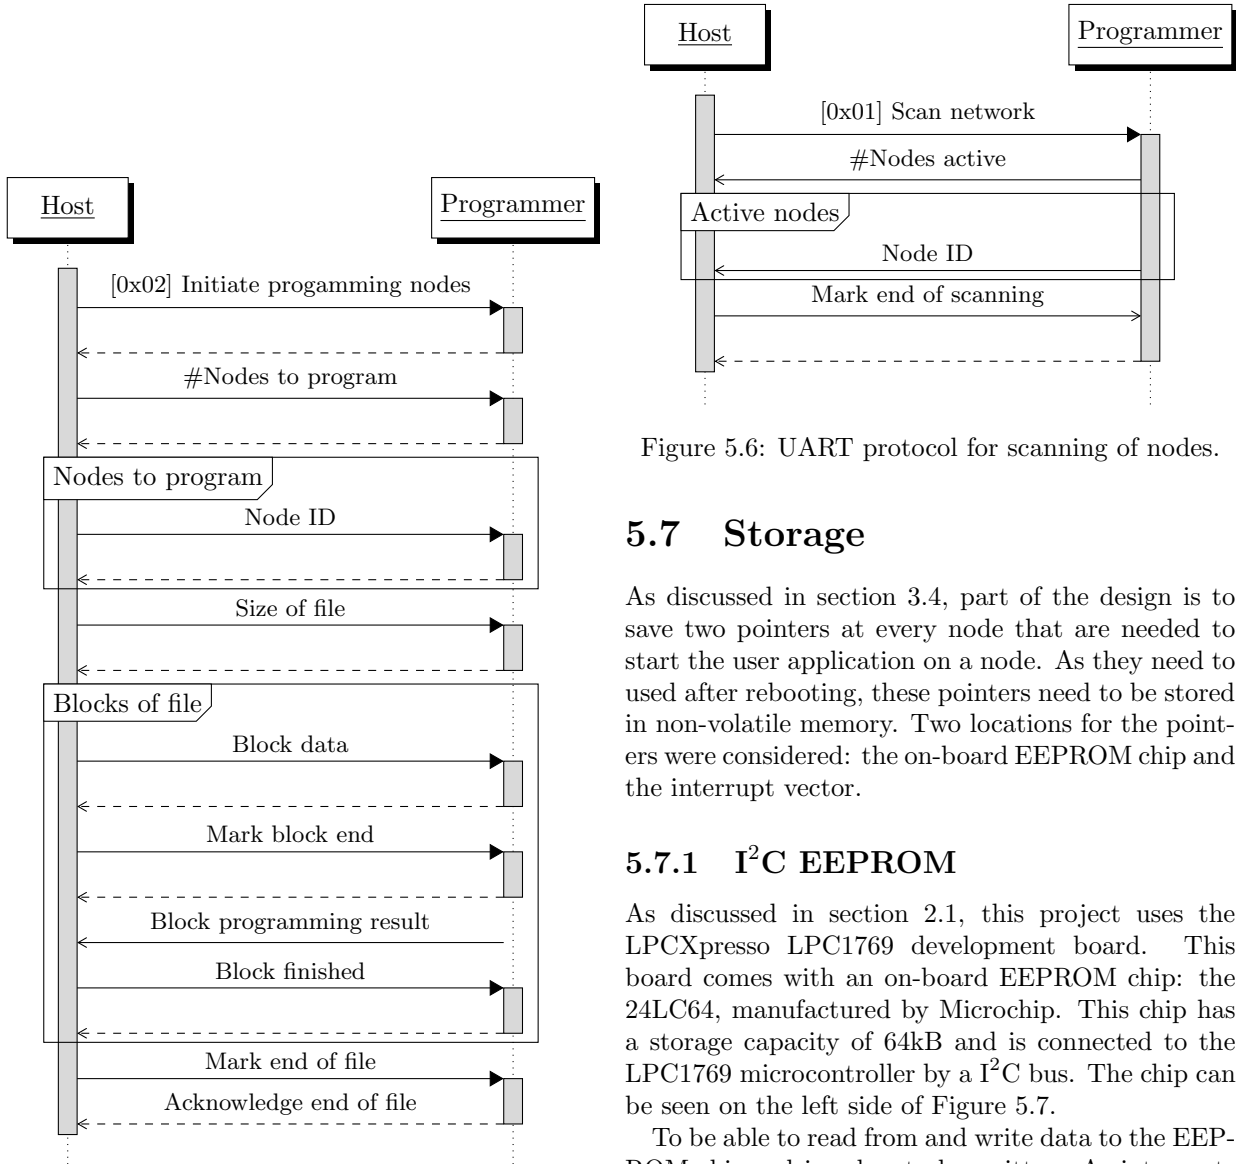 Host
Programmer
[0x02] Initiate progamming nodes
#Nodes to program
Nodes to program
Node ID
Size of file
Blocks of file
Block data
Mark block end
Block programming result
Block finished
Mark end of file
Acknowledge end of file
Host
Programmer
[0x01] Scan network
#Nodes active
Active nodes
Node ID
Mark end of scanning
Figure 5.6: UART protocol for scanning of nodes.
5.7 Storage
As discussed in section 3.4, part of the design is to
save two pointers at every node that are needed to
start the user application on a node. As they need to
used after rebooting, these pointers need to be stored
in non-volatile memory. Two locations for the point-
ers were considered: the on-board EEPROM chip and
the interrupt vector.
5.7.1 I²C EEPROM
As discussed in section 2.1, this project uses the
LPCXpresso LPC1769 development board. This
board comes with an on-board EEPROM chip: the
24LC64, manufactured by Microchip. This chip has
a storage capacity of 64kB and is connected to the
LPC1769 microcontroller by a I²C bus. The chip can
be seen on the left side of Figure 5.7.
To be able to read from and write data to the EEP-